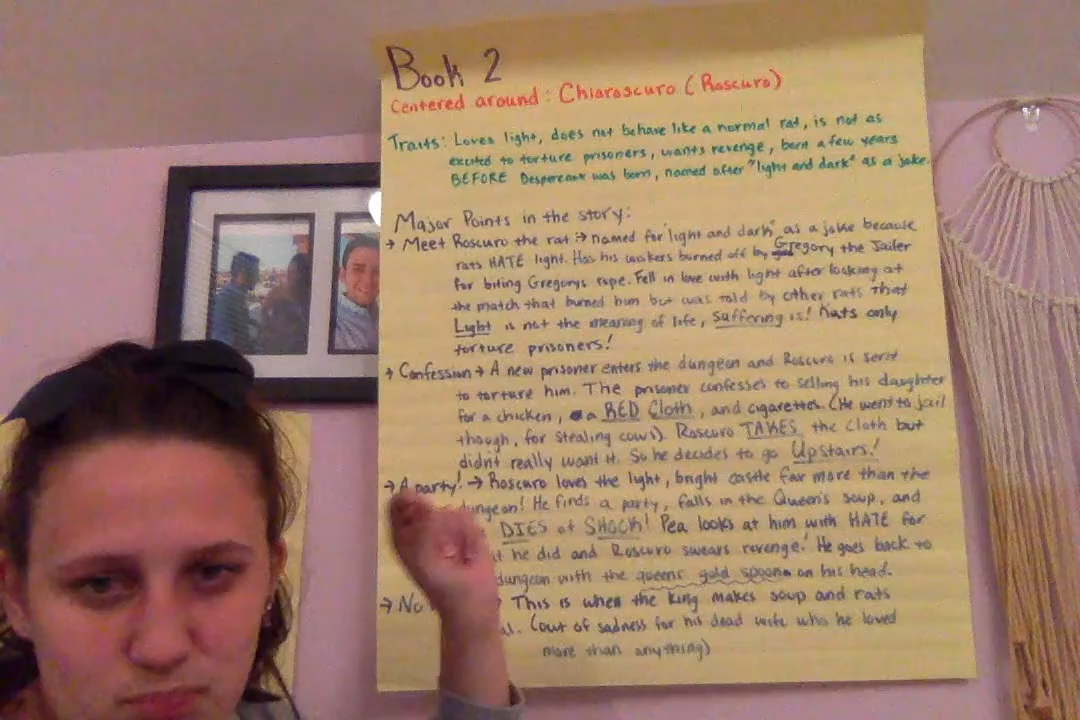 Book 2
Centered around: Chiaroscuro (Roscuro)
Traits: Loves light, does not behave like a normal rat, is not as
excited to torture prisoners, wants revenge, born a few years
BEFORE Despereaux was born, named after "light and dark" as a joke.
Major Points in the story:
→ Meet Roscuro the rat → named for "light and dark" as a joke because
rats HATE light. Has his wiskers burned off by Gregory the Jailer
for biting Gregorys rope. Fell in love with light after looking at
the match that burned him but was told by other rats that
Light is not the meaning of life, suffering is! Rats only
torture prisoners!
→ Confession → A new prisoner enters the dungeon and Roscuro is sent
to torture him. The prisoner confesses to selling his daughter
for a chicken, a RED Cloth, and cigarettes. (He went to jail
though, for stealing cows). Roscuro TAKES the cloth but
didn't really want it. So he decides to go Upstairs!
→ A party! → Roscuro loves the light, bright castle far more than the
dungeon! He finds a party, falls in the Queen's soup, and
DIES of SHOCK! Pea looks at him with HATE for
he did and Roscuro swears revenge! He goes back to
dungeon with the queens gold spoon on his head.
→ No This is when the King makes soup and rats
(out of sadness for his dead wife who he loved
more than anything)